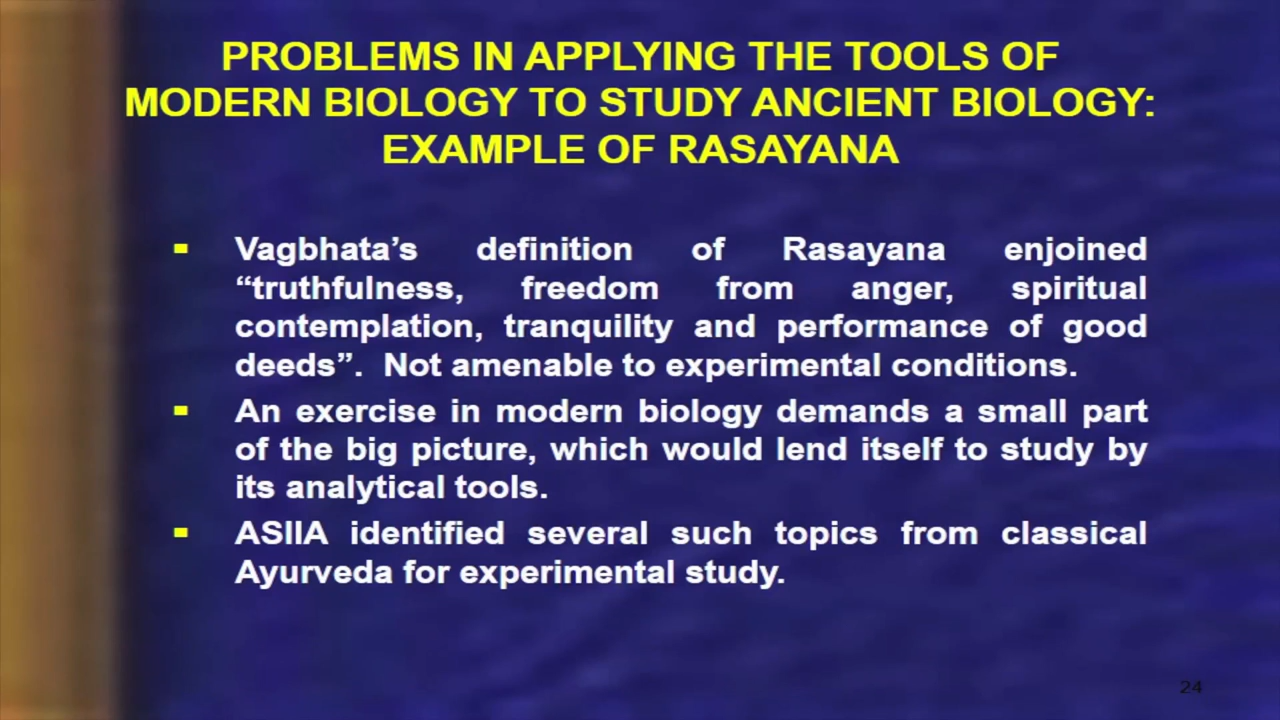 PROBLEMS IN APPLYING THE TOOLS OF
MODERN BIOLOGY TO STUDY ANCIENT BIOLOGY:
EXAMPLE OF RASAYANA
▪ Vagbhata’s definition of Rasayana enjoined
“truthfulness, freedom from anger, spiritual
contemplation, tranquility and performance of good
deeds”. Not amenable to experimental conditions.
▪ An exercise in modern biology demands a small part
of the big picture, which would lend itself to study by
its analytical tools.
▪ ASIIA identified several such topics from classical
Ayurveda for experimental study.
24